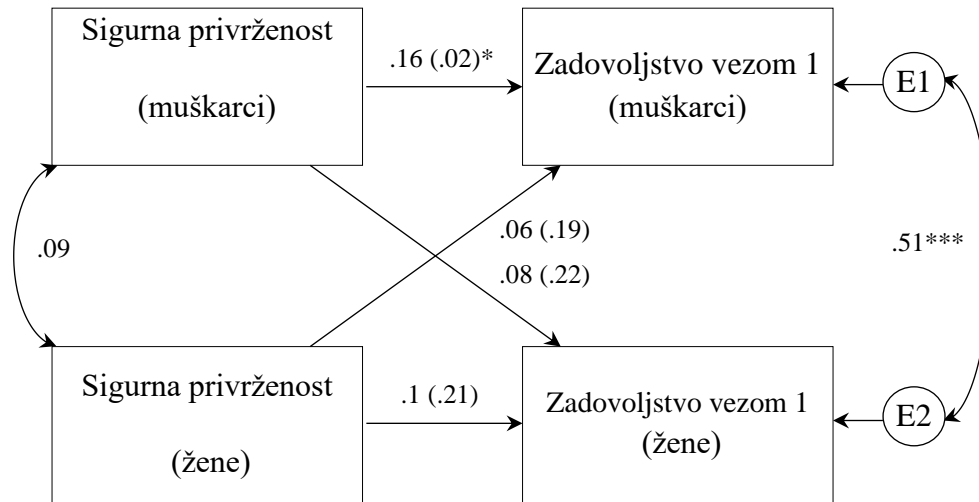 Sigurna privrženost
(muškarci)
.16 (.02)*
Zadovoljstvo vezom 1
(muškarci)
E1
.09
.06 (.19)
.08 (.22)
.51***
Sigurna privrženost
(žene)
.1 (.21)
Zadovoljstvo vezom 1
(žene)
E2